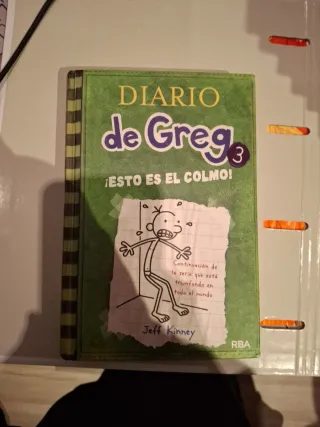 DIARIO
de Greg 3
¡ESTO ES EL COLMO!
Continuación de
la serie que está
triunfando en
todo el mundo
Jeff Kinney
RBA